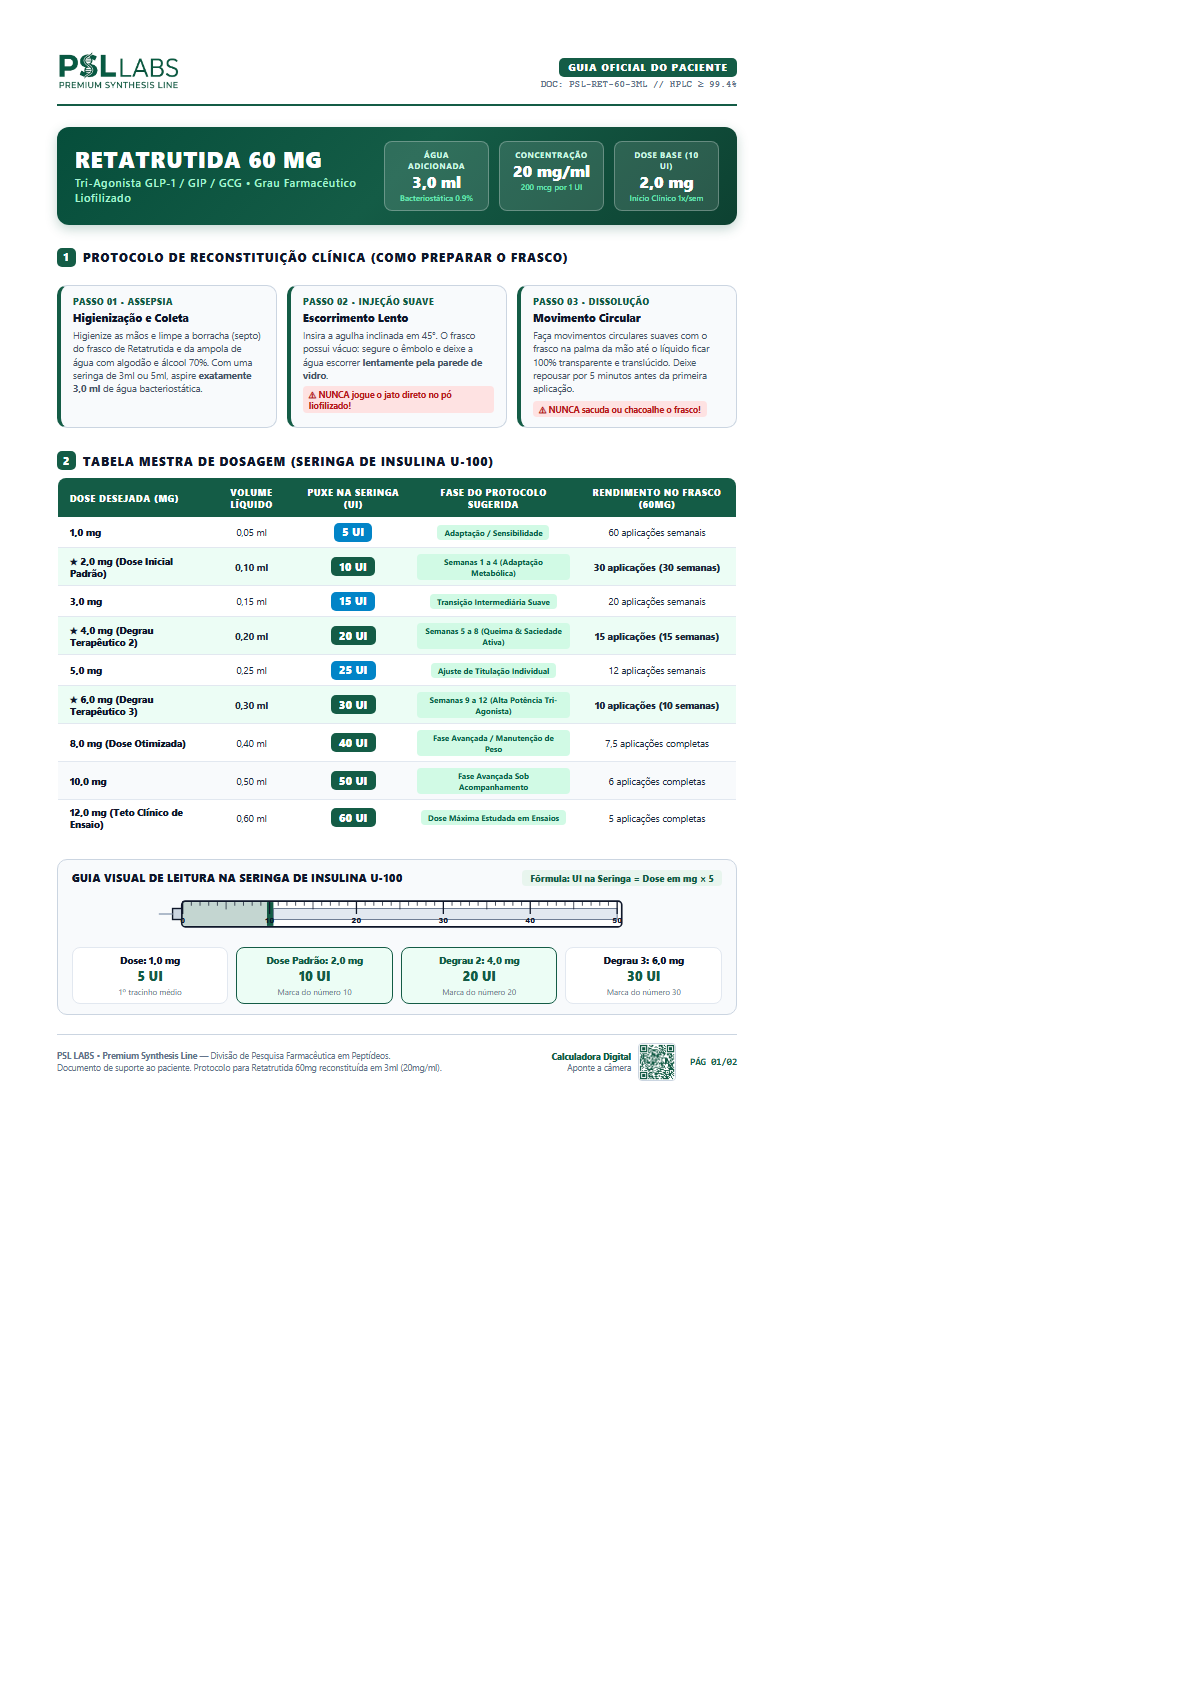 PSL LABS
PREMIUM SYNTHESIS LINE
GUIA OFICIAL DO PACIENTE
DOC: PSL-RET-60-3ML // HPLC ≥ 99.4%
RETATRUTIDA 60 MG
Tri-Agonista GLP-1 / GIP / GCG • Grau Farmacêutico
Liofilizado
ÁGUA
ADICIONADA
3,0 ml
Bacteriostática 0.9%
CONCENTRAÇÃO
20 mg/ml
200 mcg por 1 UI
DOSE BASE (10
UI)
2,0 mg
Início Clínico 1x/sem
1 PROTOCOLO DE RECONSTITUIÇÃO CLÍNICA (COMO PREPARAR O FRASCO)
PASSO 01 • ASSEPSIA
Higienização e Coleta
Higienize as mãos e limpe a borracha (septo)
do frasco de Retatrutida e da ampola de
água com algodão e álcool 70%. Com uma
seringa de 3ml ou 5ml, aspire exatamente
3,0 ml de água bacteriostática.
PASSO 02 • INJEÇÃO SUAVE
Escorrimento Lento
Insira a agulha inclinada em 45°. O frasco
possui vácuo: segure o êmbolo e deixe a
água escorrer lentamente pela parede de
vidro.
⚠ NUNCA jogue o jato direto no pó
liofilizado!
PASSO 03 • DISSOLUÇÃO
Movimento Circular
Faça movimentos circulares suaves com o
frasco na palma da mão até o líquido ficar
100% transparente e translúcido. Deixe
repousar por 5 minutos antes da primeira
aplicação.
⚠ NUNCA sacuda ou chacoalhe o frasco!
2 TABELA MESTRA DE DOSAGEM (SERINGA DE INSULINA U-100)
DOSE DESEJADA (MG)
VOLUME
LÍQUIDO
PUXE NA SERINGA
(UI)
FASE DO PROTOCOLO
SUGERIDA
RENDIMENTO NO FRASCO
(60MG)
1,0 mg
0,05 ml
5 UI
Adaptação / Sensibilidade
60 aplicações semanais
★ 2,0 mg (Dose Inicial
Padrão)
0,10 ml
10 UI
Semanas 1 a 4 (Adaptação
Metabólica)
30 aplicações (30 semanas)
3,0 mg
0,15 ml
15 UI
Transição Intermediária Suave
20 aplicações semanais
★ 4,0 mg (Degrau
Terapêutico 2)
0,20 ml
20 UI
Semanas 5 a 8 (Queima & Saciedade
Ativa)
15 aplicações (15 semanas)
5,0 mg
0,25 ml
25 UI
Ajuste de Titulação Individual
12 aplicações semanais
★ 6,0 mg (Degrau
Terapêutico 3)
0,30 ml
30 UI
Semanas 9 a 12 (Alta Potência Tri-
Agonista)
10 aplicações (10 semanas)
8,0 mg (Dose Otimizada)
0,40 ml
40 UI
Fase Avançada / Manutenção de
Peso
7,5 aplicações completas
10,0 mg
0,50 ml
50 UI
Fase Avançada Sob
Acompanhamento
6 aplicações completas
12,0 mg (Teto Clínico de
Ensaio)
0,60 ml
60 UI
Dose Máxima Estudada em Ensaios
5 aplicações completas
GUIA VISUAL DE LEITURA NA SERINGA DE INSULINA U-100
Fórmula: UI na Seringa = Dose em mg × 5
0 10 20 30 40 50
Dose: 1,0 mg
5 UI
1º tracinho médio
Dose Padrão: 2,0 mg
10 UI
Marca do número 10
Degrau 2: 4,0 mg
20 UI
Marca do número 20
Degrau 3: 6,0 mg
30 UI
Marca do número 30
PSL LABS • Premium Synthesis Line — Divisão de Pesquisa Farmacêutica em Peptídeos.
Documento de suporte ao paciente. Protocolo para Retatrutida 60mg reconstituída em 3ml (20mg/ml).
Calculadora Digital
Aponte a câmera
PÁG 01/02